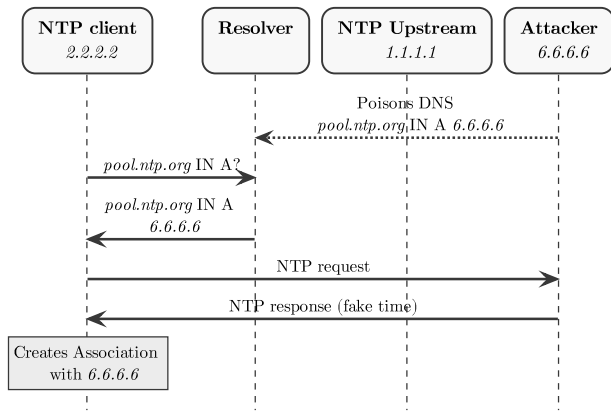 NTP client
2.2.2.2
Resolver
NTP Upstream
1.1.1.1
Attacker
6.6.6.6
Poisons DNS
pool.ntp.org IN A 6.6.6.6
pool.ntp.org IN A?
pool.ntp.org IN A
6.6.6.6
NTP request
NTP response (fake time)
Creates Association
with 6.6.6.6